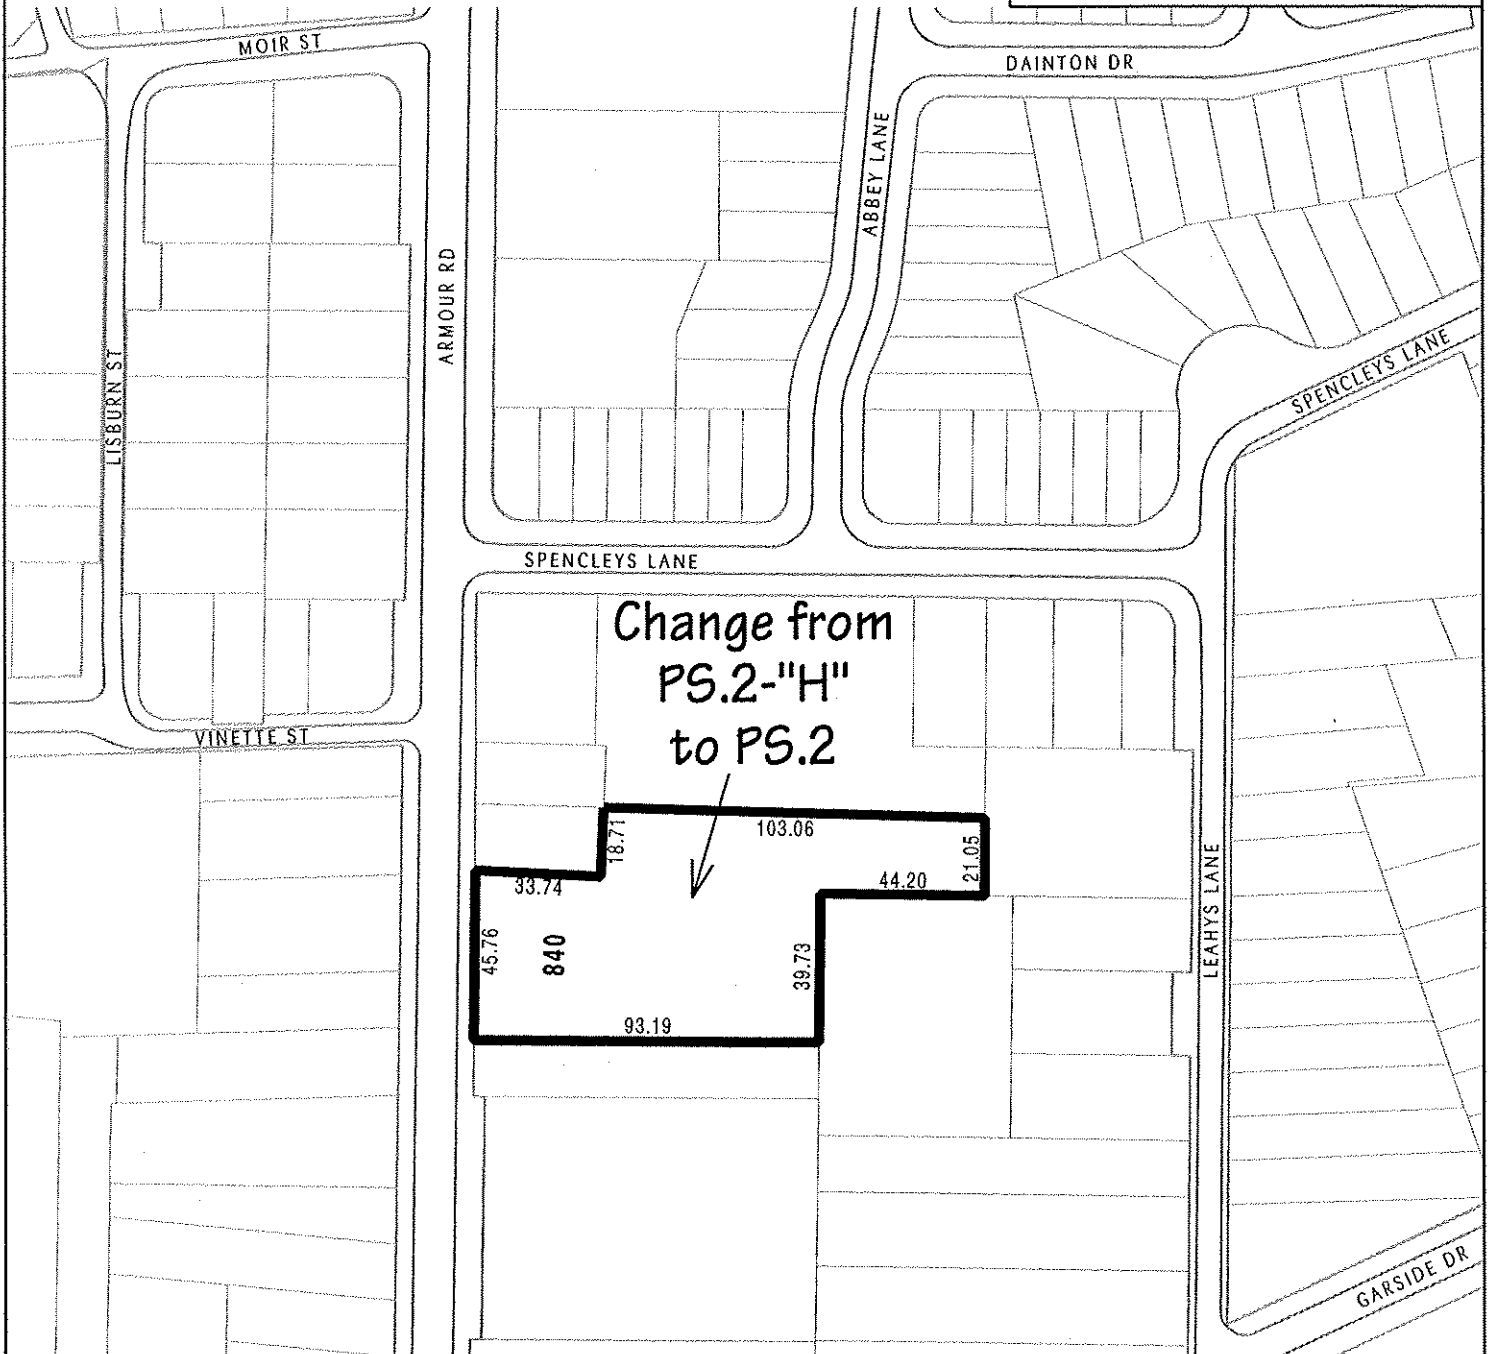 MOIR ST
DAINTON DR
ABBEY LANE
ARMOUR RD
LISBURN ST
SPENCLEYS LANE
SPENCLEYS LANE
Change from
PS.2-"H"
to PS.2
VINETTE ST
103.06
18.71
21.05
33.74
44.20
45.76
840
39.73
93.19
LEAHYS LANE
GARSIDE DR